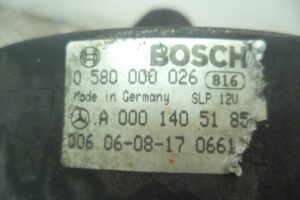 BOSCH
0 580 000 026 816
Made in Germany SLP 12V
A 000 140 51 85
Q06 06-08-17 0661